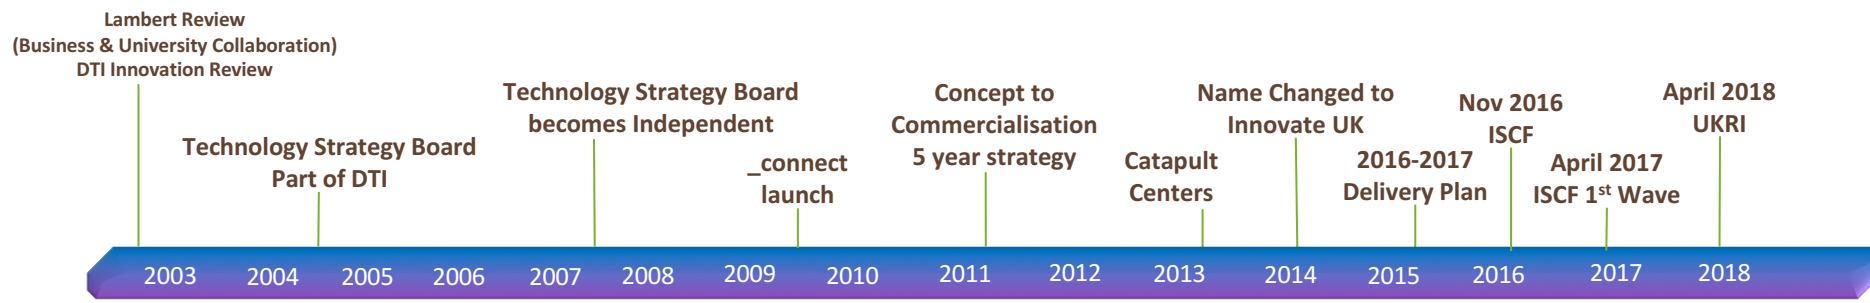 Lambert Review
(Business & University Collaboration)
DTI Innovation Review
Technology Strategy Board
Part of DTI
Technology Strategy Board
becomes Independent
_connect
launch
Concept to
Commercialisation
5 year strategy
Catapult
Centers
Name Changed to
Innovate UK
2016-2017
Delivery Plan
Nov 2016
ISCF
April 2017
ISCF 1st Wave
April 2018
UKRI
2003 2004 2005 2006 2007 2008 2009 2010 2011 2012 2013 2014 2015 2016 2017 2018